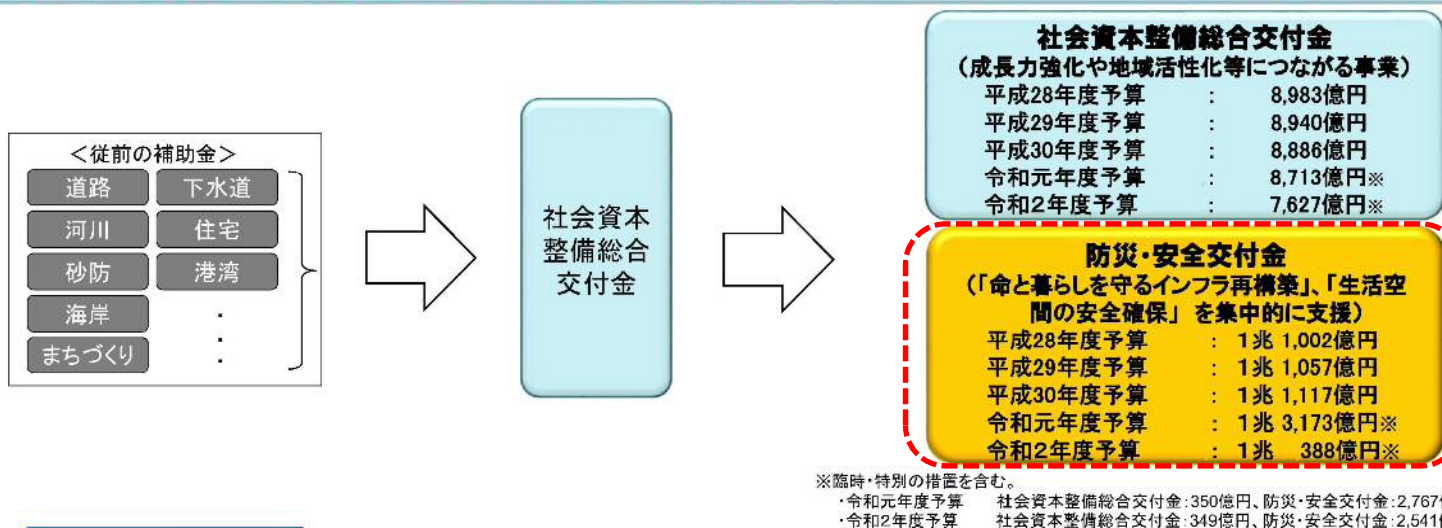 ＜従前の補助金＞
道路 下水道
河川 住宅
砂防 港湾
海岸 ・
まちづくり ・
・
社会資本
整備総合
交付金
社会資本整備総合交付金
（成長力強化や地域活性化等につながる事業）
平成28年度予算 : 8,983億円
平成29年度予算 : 8,940億円
平成30年度予算 : 8,886億円
令和元年度予算 : 8,713億円※
令和２年度予算 : 7,627億円※
防災・安全交付金
（「命と暮らしを守るインフラ再構築」、「生活空
間の安全確保」 を集中的に支援）
平成28年度予算 : １兆 1,002億円
平成29年度予算 : １兆 1,057億円
平成30年度予算 : １兆 1,117億円
令和元年度予算 : １兆 3,173億円※
令和２年度予算 : １兆 388億円※
※臨時・特別の措置を含む。
・令和元年度予算 社会資本整備総合交付金：350億円、防災・安全交付金：2,767
・令和２年度予算 社会資本整備総合交付金：349億円、防災・安全交付金：2,541